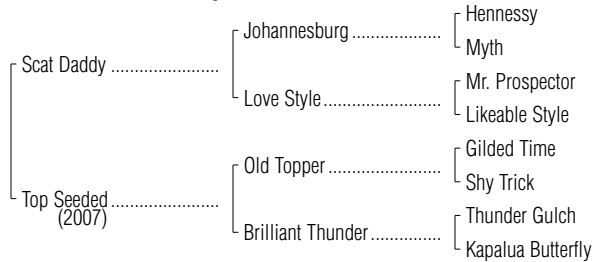 Hennessy
Johannesburg ...................
Myth
Scat Daddy .......................
Mr. Prospector
Love Style.........................
Likeable Style
Gilded Time
Old Topper ........................
Shy Trick
Top Seeded.......................
(2007)
Thunder Gulch
Brilliant Thunder...............
Kapalua Butterfly